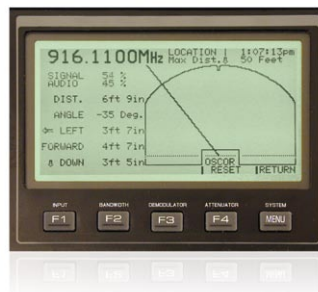 916.1100MHz LOCATION | 1:07:13pm
Max Dist. 50 Feet
SIGNAL 54 %
AUDIO 45 %
DIST. 6ft 9in
ANGLE -35 Deg.
LEFT 3ft 7in
FORWARD 4ft 7in
DOWN 3ft 5in
OSCOR
RESET RETURN
INPUT BANDWIDTH DEMODULATOR ATTENUATOR SYSTEM
F1 F2 F3 F4 MENU